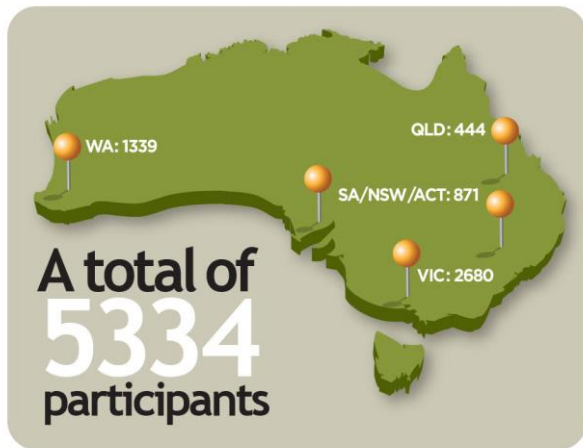 QLD: 444
WA: 1339
SA/NSW/ACT: 871
VIC: 2680
A total of
5334
participants